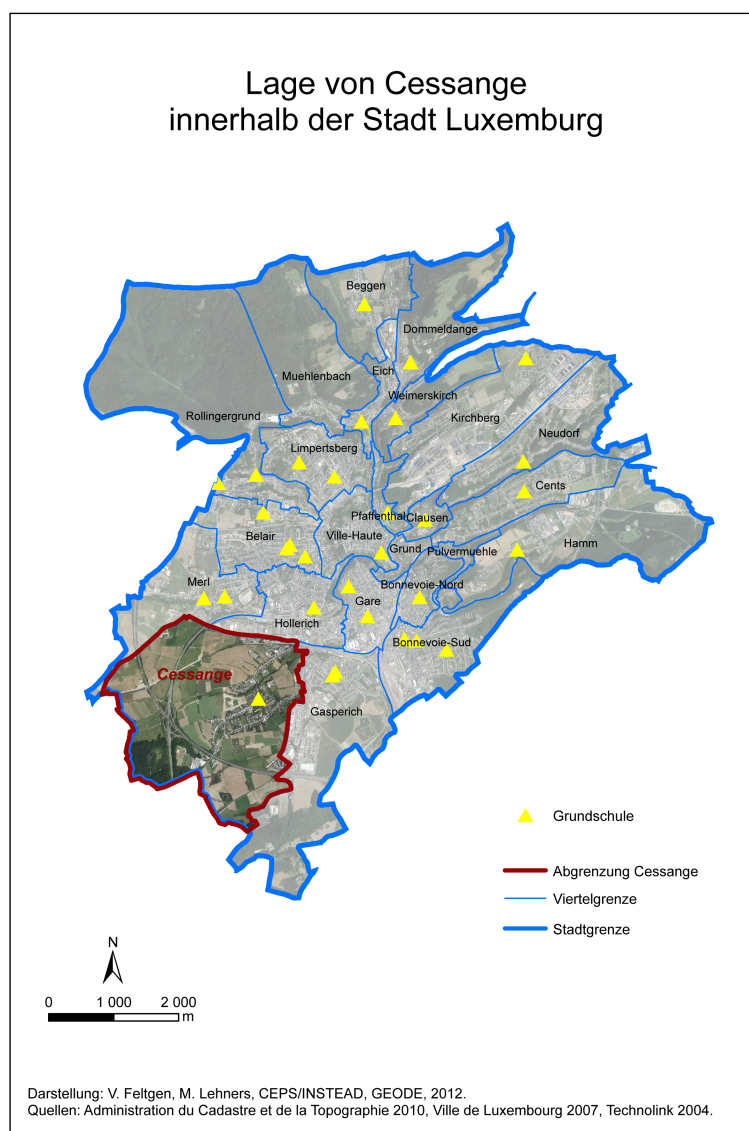 Lage von Cessange
innerhalb der Stadt Luxemburg
Beggen
Dommeldange
Eich
Muehlenbach
Weimerskirch
Rollingergrund
Kirchberg
Neudorf
Limpertsberg
Cents
Pfaffenthal
Clausen
Belair
Ville-Haute
Grund
Pulvermuehle
Hamm
Merl
Bonnevoie-Nord
Gare
Hollerich
Bonnevoie-Sud
Cessange
Gasperich
Grundschule
Abgrenzung Cessange
Viertelgrenze
Stadtgrenze
N
0 1 000 2 000
m
Darstellung: V. Feltgen, M. Lehners, CEPS/INSTEAD, GEODE, 2012.
Quellen: Administration du Cadastre et de la Topographie 2010, Ville de Luxembourg 2007, Technolink 2004.